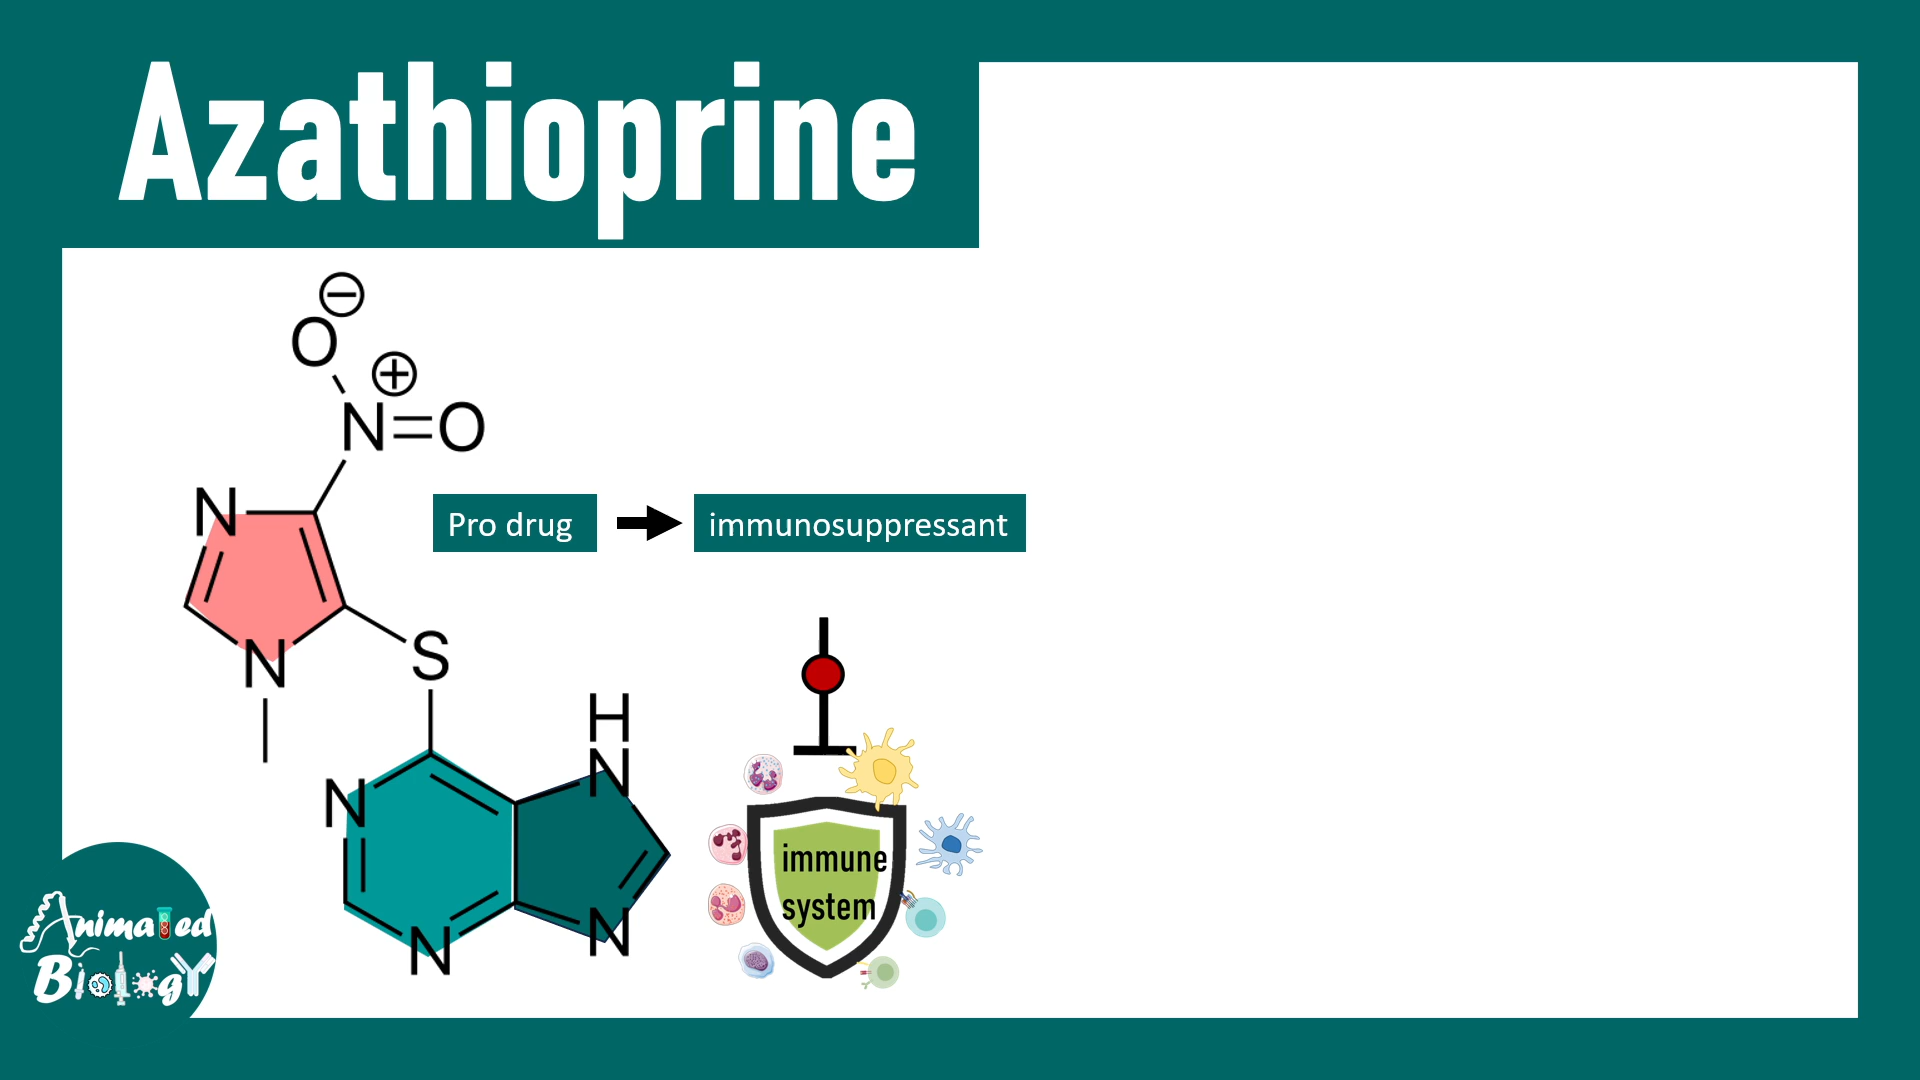 Azathioprine
O
N=O
N
Pro drug
immunosuppressant
S
N
H
N
N
immune
system
N
N
Animated
Biology